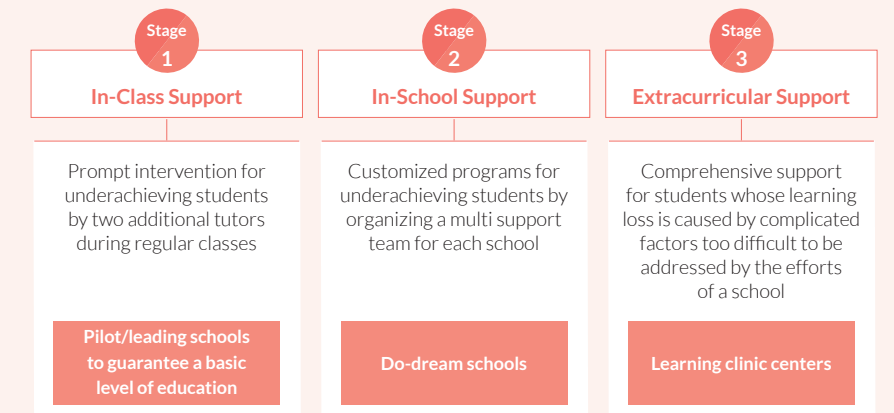 Stage
1
In-Class Support
Prompt intervention for
underachieving students
by two additional tutors
during regular classes
Pilot/leading schools
to guarantee a basic
level of education
Stage
2
In-School Support
Customized programs for
underachieving students by
organizing a multi support
team for each school
Do-dream schools
Stage
3
Extracurricular Support
Comprehensive support
for students whose learning
loss is caused by complicated
factors too difficult to be
addressed by the efforts
of a school
Learning clinic centers